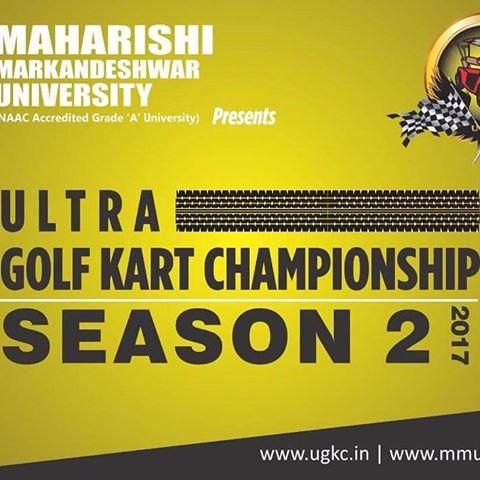 MAHARISHI
MARKANDESHWAR
UNIVERSITY
NAAC Accredited Grade 'A' University) Presents
ULTRA
GOLF KART CHAMPIONSHIP
SEASON 2 2017
www.ugkc.in | www.mmu